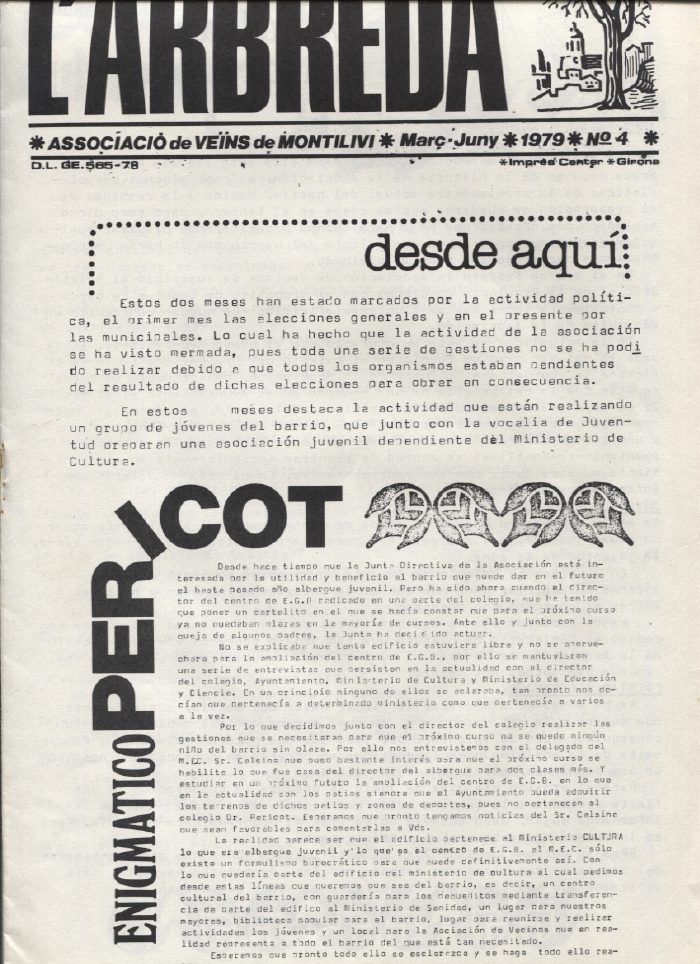 L'ARBREDA
* ASSOCIACIÓ de VEÏNS de MONTILIVI * Març-Juny * 1979 * Nº 4 *
D.L. GE. 565-78
* Imprés Center * Girona
desde aquí
Estos dos meses han estado marcados por la actividad políti-
ca, el primer mes las elecciones generales y en el presente por
las municipales. Lo cual ha hecho que la actividad de la asociación
se ha visto mermada, pues toda una serie de gestiones no se ha podi
do realizar debido a que todos los organismos estaban pendientes
del resultado de dichas elecciones para obrar en consecuencia.
En estos meses destaca la actividad que están realizando
un grupo de jóvenes del barrio, que junto con la vocalia de Juven-
tud preparan una asociación juvenil dependiente del Ministerio de
Cultura.
ENIGMATICO PERICOT
Desde hace tiempo que la Junta Directiva de la Asociación está in-
teresada por la utilidad y beneficio al barrio que puede dar en el futuro
el hasta pasado año albergue juvenil. Pero ha sido ahora cuando el direc-
tor del centro de E.G.B radicado en una parte del colegio, que ha tenido
que poner un cartelito en el que se hacía constar que para el próximo curso
ya no quedaban plazas en la mayoría de cursos. Ante ello y junto con la
queja de algunos padres, la Junta ha decidido actuar.
No se explicaba que tanto edificio estuviera libre y no se aprove-
chara para la ampliación del centro de E.G.B., por ello se mantuvieron
una serie de entrevistas que persisten en la actualidad con el director
del colegio, Ayuntamiento, Ministerio de Cultura y Ministerio de Educación
y Ciencia. En un principio ninguno de ellos se aclaraba, tan pronto nos de-
cían que pertenecía a determinado ministerio como que pertenecía a varios
a la vez.
Por lo que decidimos junto con el director del colegio realizar las
gestiones que se necesitaran para que el próximo curso no se quede ningún
niño del barrio sin plaza. Por ello nos entrevistemos con el delegado del
M.EC. Sr. Calsina que puso bastante interés para que el próximo curso se
habilite lo que fue casa del director del albergue para dos clases más. Y
estudiar en un próximo fututo la ampliación del centro de E.G.B. en lo que
en la actualidad son los patios siempre que el Ayuntamiento pueda adquirir
los terrenos de dichos patios y zonas de deportes, pues no pertenecen al
colegio Dr. Pericot. Esperamos que pronto tengamos noticias del Sr. Calsina
que sean favorables para comentarlas a Vds.
La realidad parece ser que el edificio pertenece al Ministerio CULTURA
lo que era albergue juvenil y lo que es el centro de E.G.B. al M.E.C. sólo
existe un formulismo burocrático para que quede definitivamente así. Con
lo que quedaría parte del edificio del ministerio de cultura al cual pedimos
desde estas líneas que queremos que sea del barrio, es decir, un centro
cultural del barrio, con guardería para los pequeñitos mediante transferen-
cia de parte del edifico al Ministerio de Sanidad, un lugar para nuestros
mayores, biblioteca popular para el barrio, lugar para reunirse y realizar
actividades los jóvenes y un local para la Aociación de Vecinos que en rea-
lidad representa a todo el barrio del que está tan necesitado.
Esperemos que pronto todo ello se esclarezca y se haga todo ello rea-